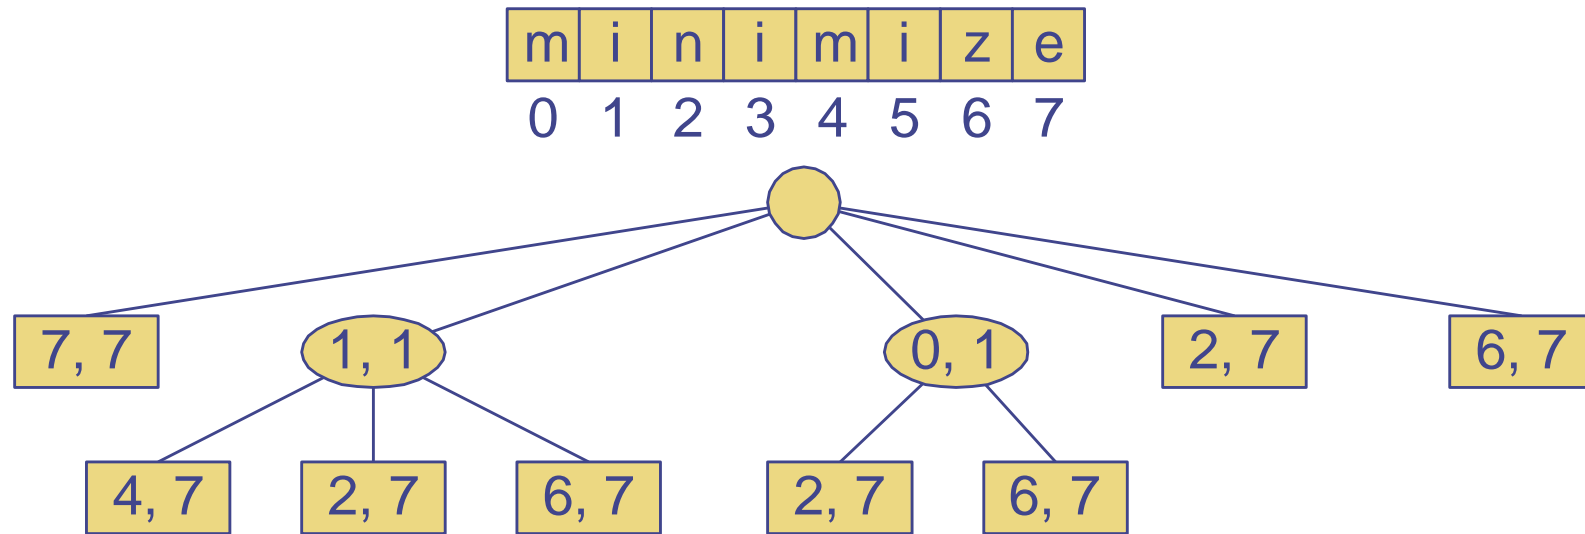 m i n i m i z e
0 1 2 3 4 5 6 7
7, 7 1, 1 0, 1 2, 7 6, 7
4, 7 2, 7 6, 7 2, 7 6, 7